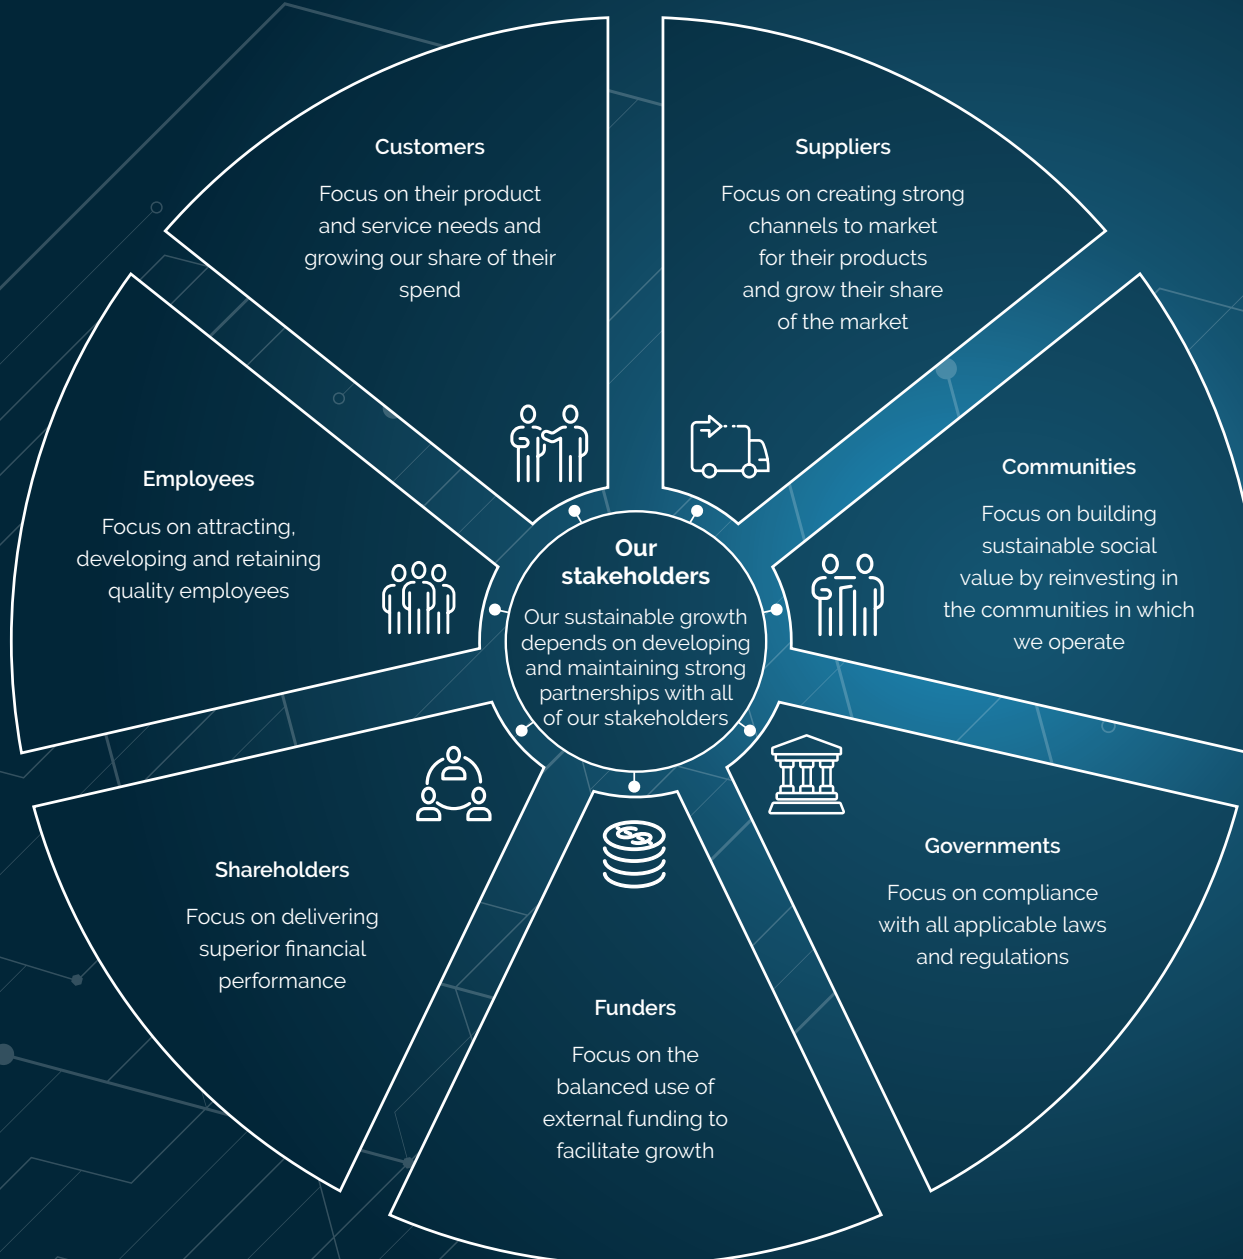 Customers
Focus on their product
and service needs and
growing our share of their
spend
Suppliers
Focus on creating strong
channels to market
for their products
and grow their share
of the market
Communities
Focus on building
sustainable social
value by reinvesting in
the communities in which
we operate
Governments
Focus on compliance
with all applicable laws
and regulations
Funders
Focus on the
balanced use of
external funding to
facilitate growth
Shareholders
Focus on delivering
superior financial
performance
Employees
Focus on attracting,
developing and retaining
quality employees
Our
stakeholders
Our sustainable growth
depends on developing
and maintaining strong
partnerships with all
of our stakeholders